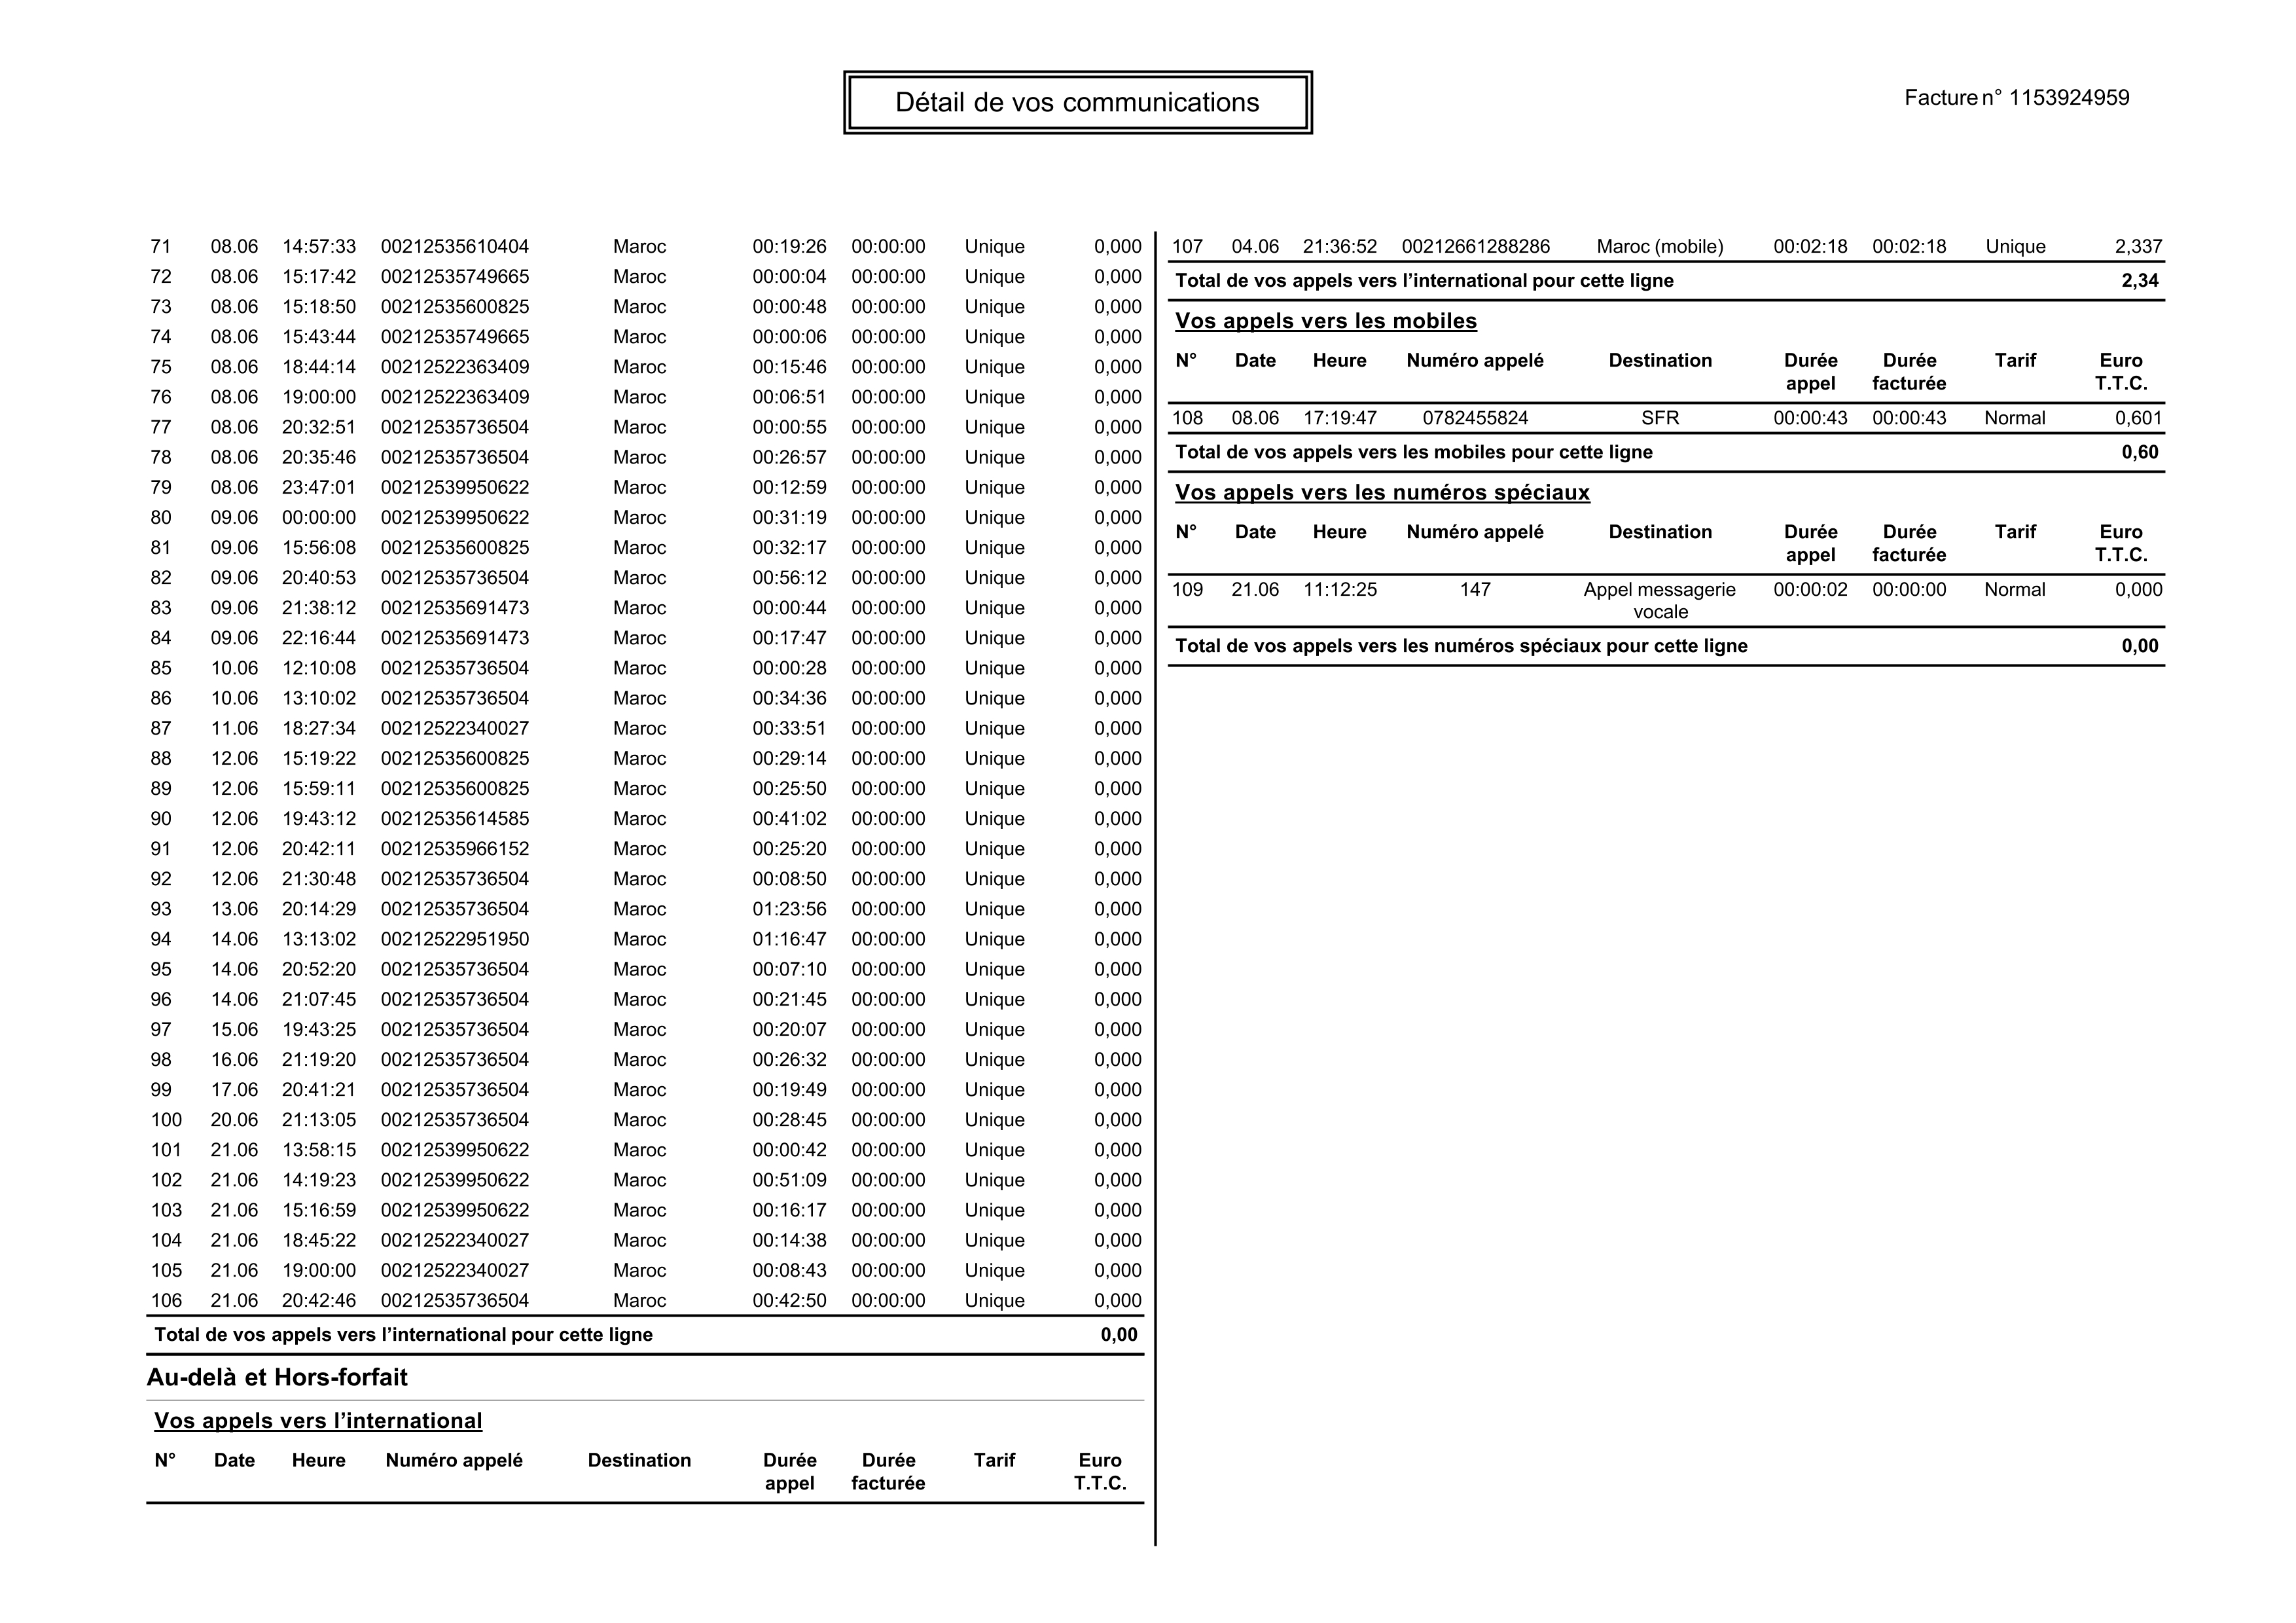 Détail de vos communications
Facture n° 1153924959
71 08.06 14:57:33 00212535610404 Maroc 00:19:26 00:00:00 Unique 0,000
72 08.06 15:17:42 00212535749665 Maroc 00:00:04 00:00:00 Unique 0,000
73 08.06 15:18:50 00212535600825 Maroc 00:00:48 00:00:00 Unique 0,000
74 08.06 15:43:44 00212535749665 Maroc 00:00:06 00:00:00 Unique 0,000
75 08.06 18:44:14 00212522363409 Maroc 00:15:46 00:00:00 Unique 0,000
76 08.06 19:00:00 00212522363409 Maroc 00:06:51 00:00:00 Unique 0,000
77 08.06 20:32:51 00212535736504 Maroc 00:00:55 00:00:00 Unique 0,000
78 08.06 20:35:46 00212535736504 Maroc 00:26:57 00:00:00 Unique 0,000
79 08.06 23:47:01 00212539950622 Maroc 00:12:59 00:00:00 Unique 0,000
80 09.06 00:00:00 00212539950622 Maroc 00:31:19 00:00:00 Unique 0,000
81 09.06 15:56:08 00212535600825 Maroc 00:32:17 00:00:00 Unique 0,000
82 09.06 20:40:53 00212535736504 Maroc 00:56:12 00:00:00 Unique 0,000
83 09.06 21:38:12 00212535691473 Maroc 00:00:44 00:00:00 Unique 0,000
84 09.06 22:16:44 00212535691473 Maroc 00:17:47 00:00:00 Unique 0,000
85 10.06 12:10:08 00212535736504 Maroc 00:00:28 00:00:00 Unique 0,000
86 10.06 13:10:02 00212535736504 Maroc 00:34:36 00:00:00 Unique 0,000
87 11.06 18:27:34 00212522340027 Maroc 00:33:51 00:00:00 Unique 0,000
88 12.06 15:19:22 00212535600825 Maroc 00:29:14 00:00:00 Unique 0,000
89 12.06 15:59:11 00212535600825 Maroc 00:25:50 00:00:00 Unique 0,000
90 12.06 19:43:12 00212535614585 Maroc 00:41:02 00:00:00 Unique 0,000
91 12.06 20:42:11 00212535966152 Maroc 00:25:20 00:00:00 Unique 0,000
92 12.06 21:30:48 00212535736504 Maroc 00:08:50 00:00:00 Unique 0,000
93 13.06 20:14:29 00212535736504 Maroc 01:23:56 00:00:00 Unique 0,000
94 14.06 13:13:02 00212522951950 Maroc 01:16:47 00:00:00 Unique 0,000
95 14.06 20:52:20 00212535736504 Maroc 00:07:10 00:00:00 Unique 0,000
96 14.06 21:07:45 00212535736504 Maroc 00:21:45 00:00:00 Unique 0,000
97 15.06 19:43:25 00212535736504 Maroc 00:20:07 00:00:00 Unique 0,000
98 16.06 21:19:20 00212535736504 Maroc 00:26:32 00:00:00 Unique 0,000
99 17.06 20:41:21 00212535736504 Maroc 00:19:49 00:00:00 Unique 0,000
100 20.06 21:13:05 00212535736504 Maroc 00:28:45 00:00:00 Unique 0,000
101 21.06 13:58:15 00212539950622 Maroc 00:00:42 00:00:00 Unique 0,000
102 21.06 14:19:23 00212539950622 Maroc 00:51:09 00:00:00 Unique 0,000
103 21.06 15:16:59 00212539950622 Maroc 00:16:17 00:00:00 Unique 0,000
104 21.06 18:45:22 00212522340027 Maroc 00:14:38 00:00:00 Unique 0,000
105 21.06 19:00:00 00212522340027 Maroc 00:08:43 00:00:00 Unique 0,000
106 21.06 20:42:46 00212535736504 Maroc 00:42:50 00:00:00 Unique 0,000
Total de vos appels vers l’international pour cette ligne 0,00
Au-delà et Hors-forfait
Vos appels vers l’international
N° Date Heure Numéro appelé Destination Durée Durée Tarif Euro
appel facturée T.T.C.
107 04.06 21:36:52 00212661288286 Maroc (mobile) 00:02:18 00:02:18 Unique 2,337
Total de vos appels vers l’international pour cette ligne 2,34
Vos appels vers les mobiles
N° Date Heure Numéro appelé Destination Durée Durée Tarif Euro
appel facturée T.T.C.
108 08.06 17:19:47 0782455824 SFR 00:00:43 00:00:43 Normal 0,601
Total de vos appels vers les mobiles pour cette ligne 0,60
Vos appels vers les numéros spéciaux
N° Date Heure Numéro appelé Destination Durée Durée Tarif Euro
appel facturée T.T.C.
109 21.06 11:12:25 147 Appel messagerie 00:00:02 00:00:00 Normal 0,000
vocale
Total de vos appels vers les numéros spéciaux pour cette ligne 0,00